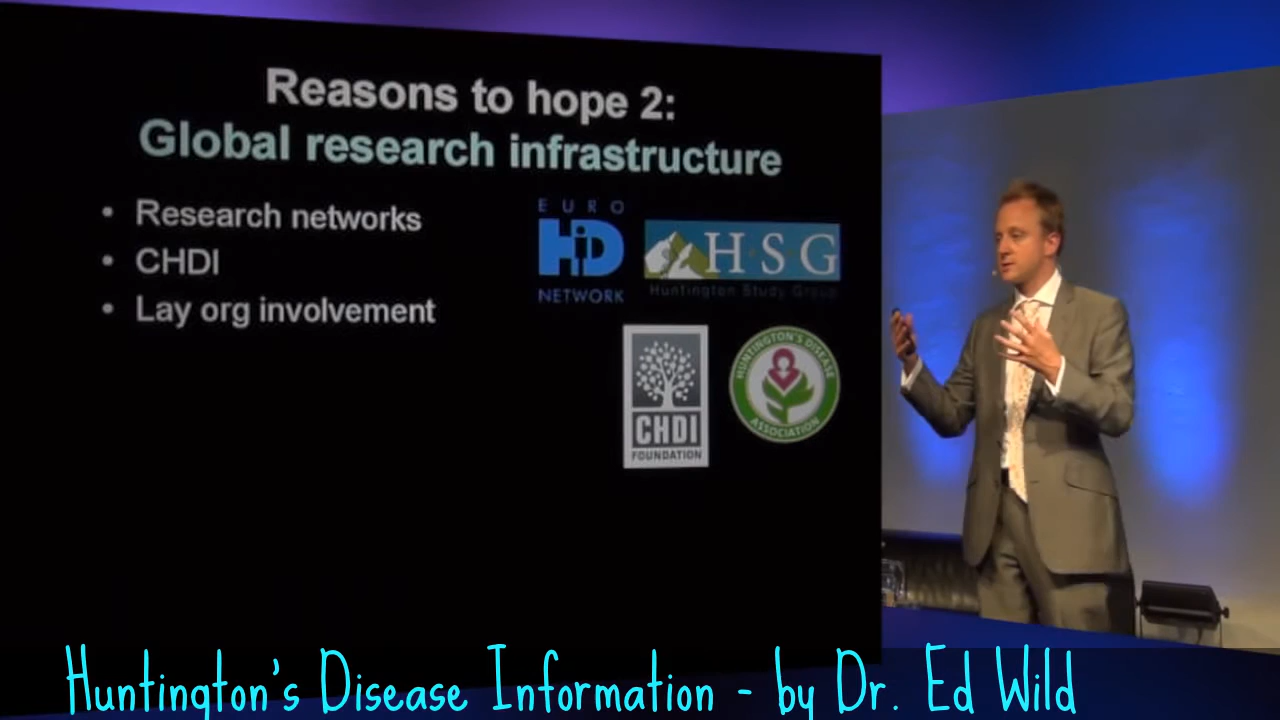 Reasons to hope 2:
Global research infrastructure
• Research networks
• CHDI
• Lay org involvement
EURO
HD
NETWORK
H·S·G
Huntington Study Group
CHDI
FOUNDATION
HUNTINGTON'S DISEASE
ASSOCIATION
Huntington's Disease Information - by Dr. Ed Wild